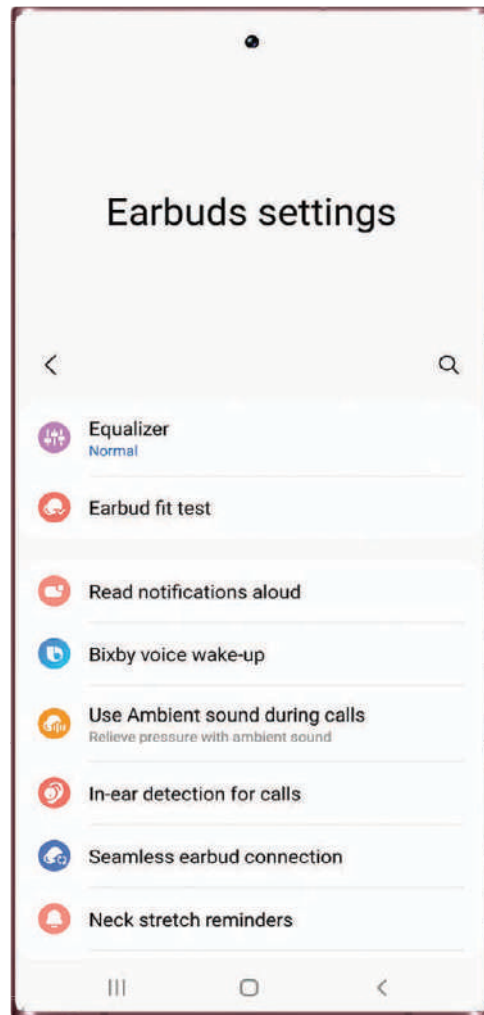 Earbuds settings
Equalizer
Normal
Earbud fit test
Read notifications aloud
Bixby voice wake-up
Use Ambient sound during calls
Relieve pressure with ambient sound
In-ear detection for calls
Seamless earbud connection
Neck stretch reminders